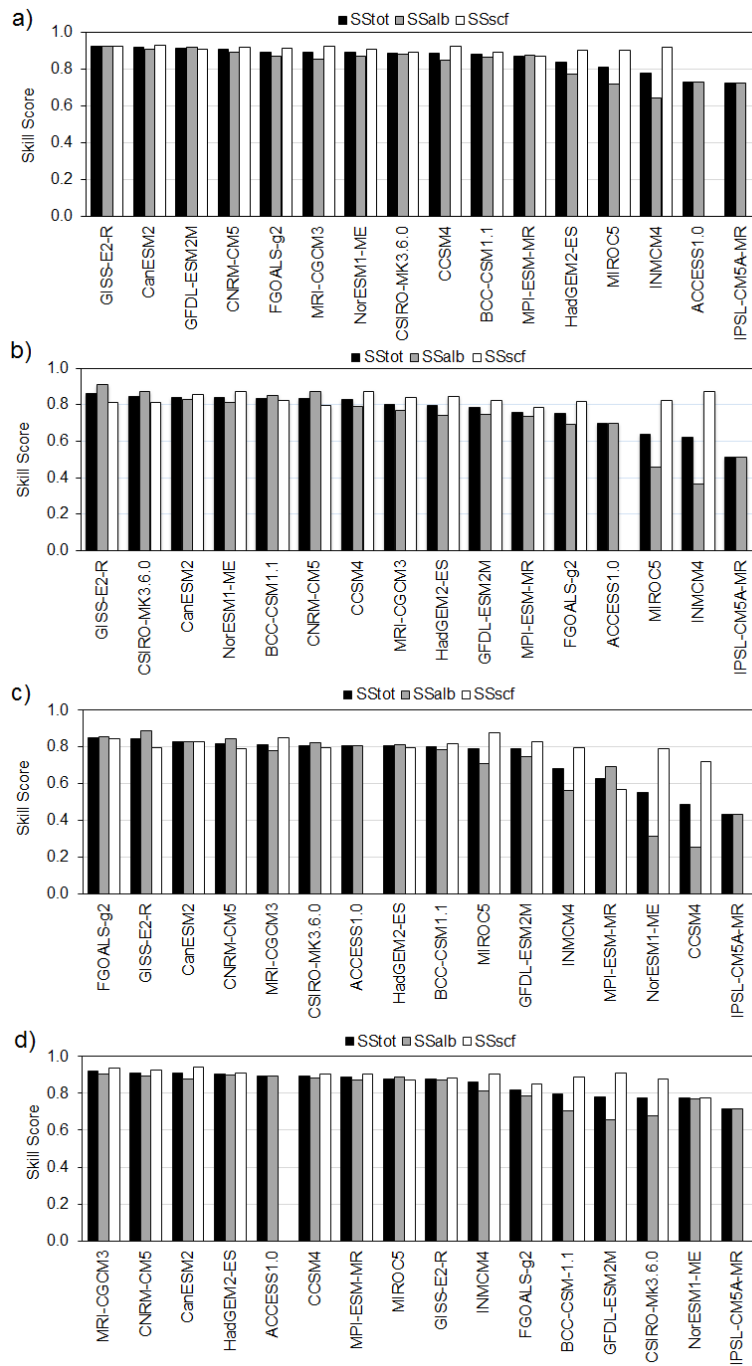 a)
SStot SSalb SSscf
1.0
0.8
0.6
0.4
0.2
0.0
Skill Score
GISS-E2-R
CanESM2
GFDL-ESM2M
CNRM-CM5
FGOALS-g2
MRI-CGCM3
NorESM1-ME
CSIRO-MK3.6.0
CCSM4
BCC-CSM1.1
MPI-ESM-MR
HadGEM2-ES
MIROC5
INMCM4
ACCESS1.0
IPSL-CM5A-MR
b)
SStot SSalb SSscf
1.0
0.8
0.6
0.4
0.2
0.0
Skill Score
GISS-E2-R
CSIRO-MK3.6.0
CanESM2
NorESM1-ME
BCC-CSM1.1
CNRM-CM5
CCSM4
MRI-CGCM3
HadGEM2-ES
GFDL-ESM2M
MPI-ESM-MR
FGOALS-g2
ACCESS1.0
MIROC5
INMCM4
IPSL-CM5A-MR
c)
SStot SSalb SSscf
1.0
0.8
0.6
0.4
0.2
0.0
Skill Score
FGOALS-g2
GISS-E2-R
CanESM2
CNRM-CM5
MRI-CGCM3
CSIRO-MK3.6.0
ACCESS1.0
HadGEM2-ES
BCC-CSM1.1
MIROC5
GFDL-ESM2M
INMCM4
MPI-ESM-MR
NorESM1-ME
CCSM4
IPSL-CM5A-MR
d)
SStot SSalb SSscf
1.0
0.8
0.6
0.4
0.2
0.0
Skill Score
MRI-CGCM3
CNRM-CM5
CanESM2
HadGEM2-ES
ACCESS1.0
CCSM4
MPI-ESM-MR
MIROC5
GISS-E2-R
INMCM4
FGOALS-g2
BCC-CSM-1.1
GFDL-ESM2M
CSIRO-Mk3.6.0
NorESM1-ME
IPSL-CM5A-MR